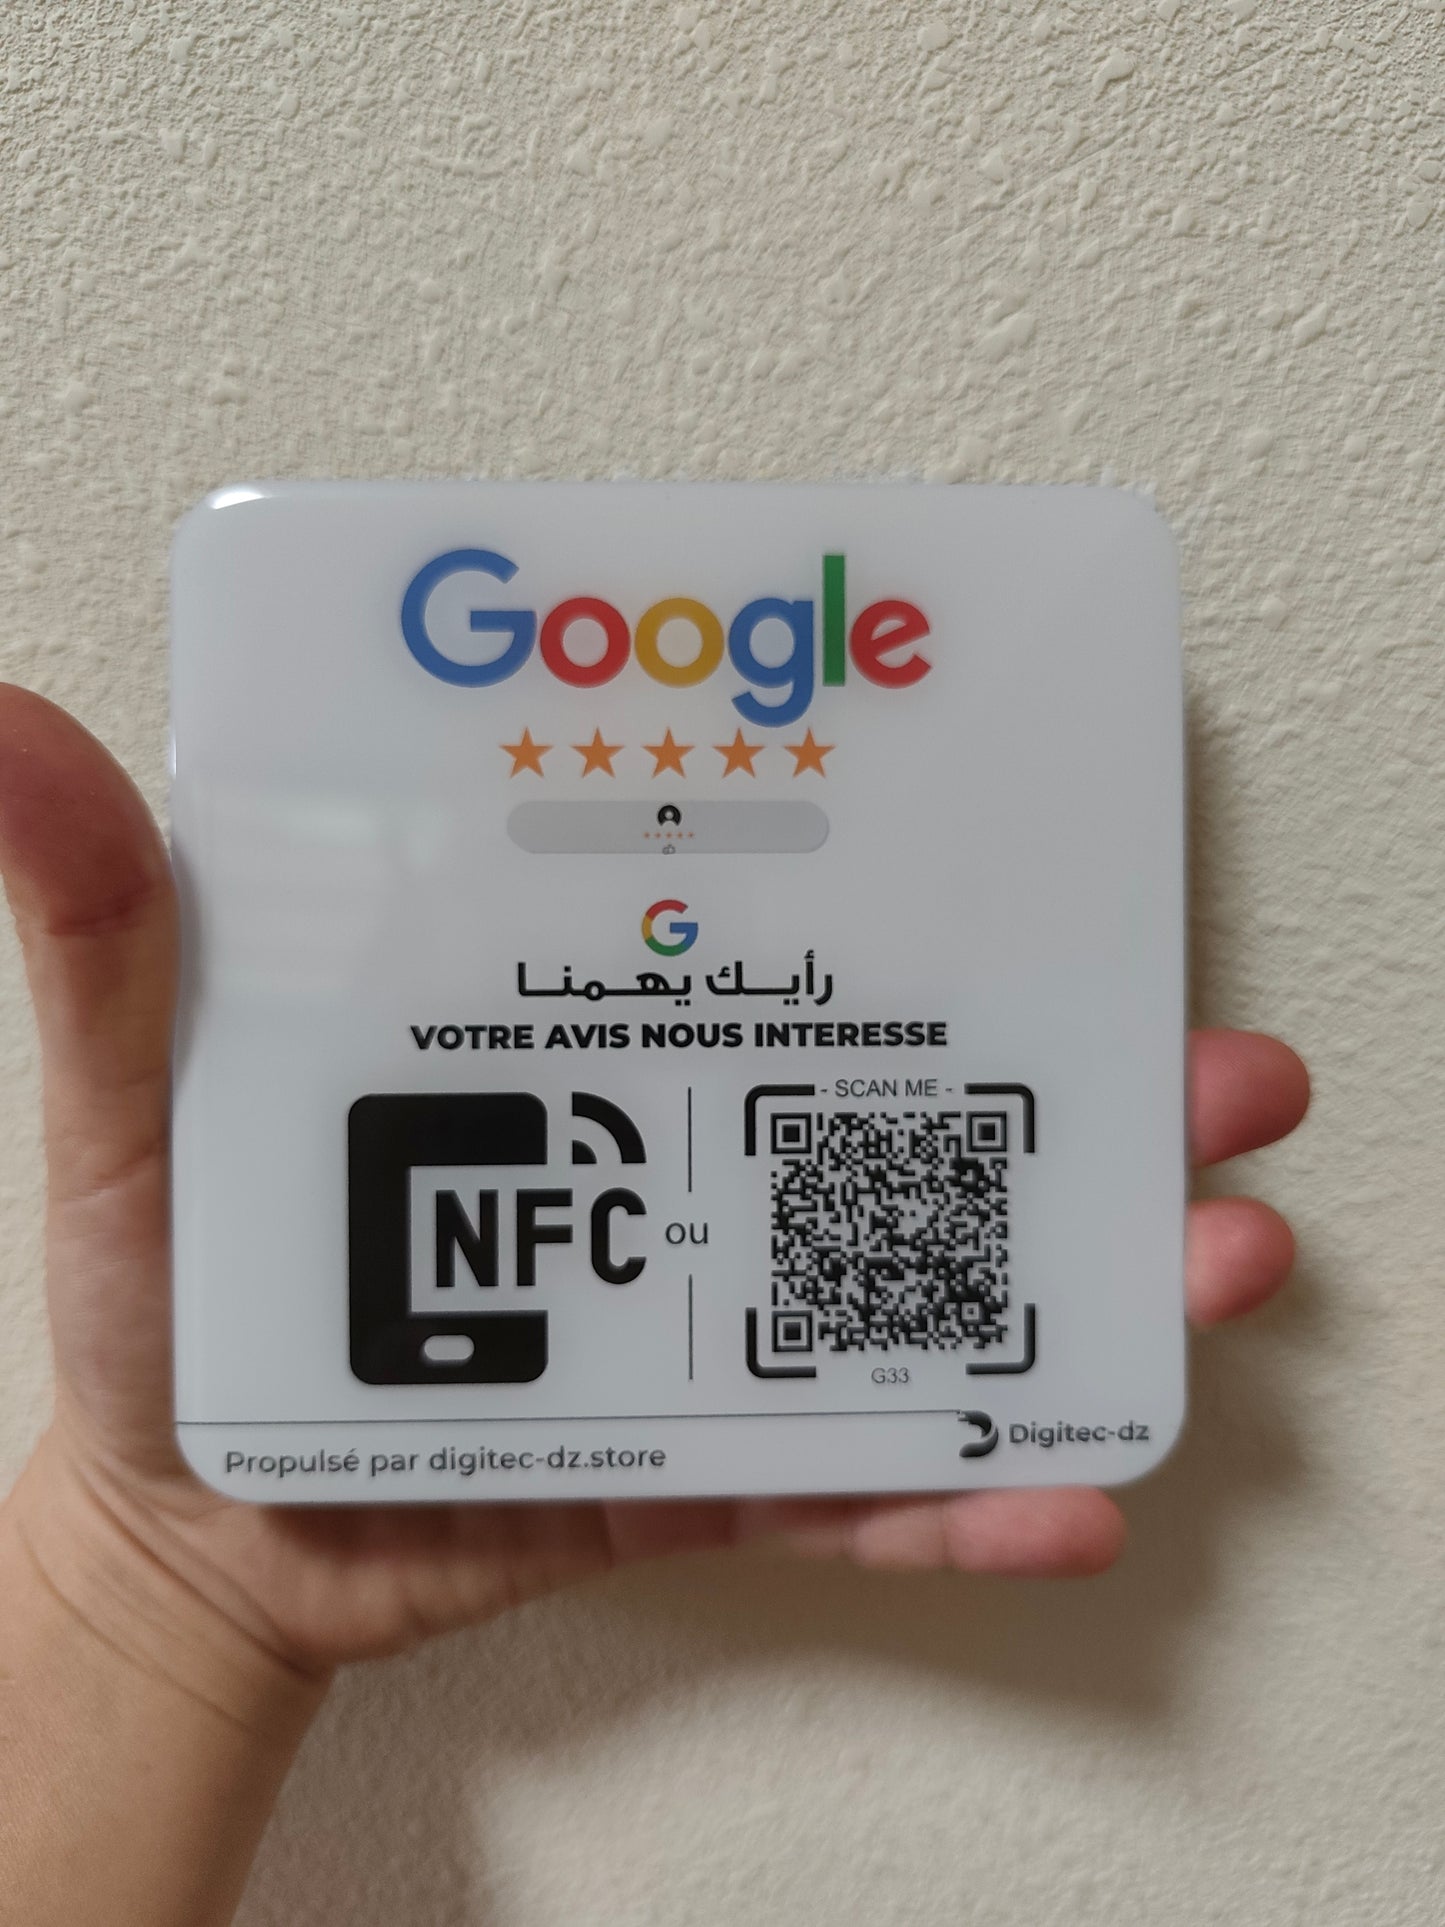 Google
رأيك يهمنا
VOTRE AVIS NOUS INTERESSE
NFC
ou
- SCAN ME -
G33
Propulsé par digitec-dz.store
Digitec-dz